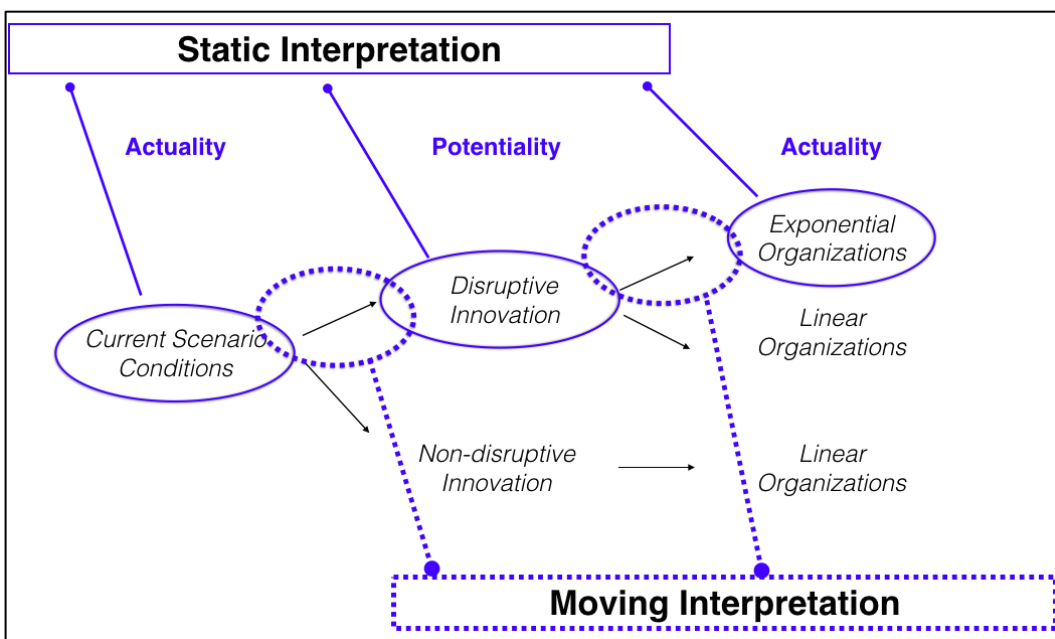 Static Interpretation
Actuality
Potentiality
Actuality
Exponential
Organizations
Disruptive
Innovation
Current Scenario
Conditions
Linear
Organizations
Non-disruptive
Innovation
Linear
Organizations
Moving Interpretation